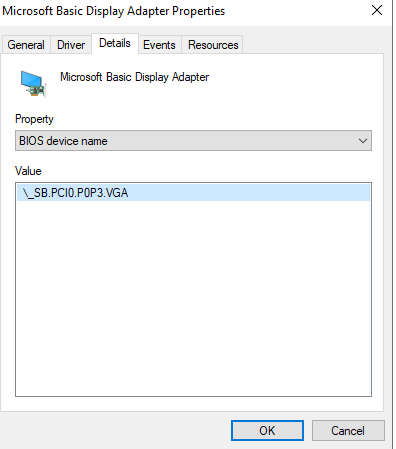 Microsoft Basic Display Adapter Properties
General Driver Details Events Resources
Microsoft Basic Display Adapter
Property
BIOS device name
Value
\_SB.PCI0.P0P3.VGA
OK Cancel